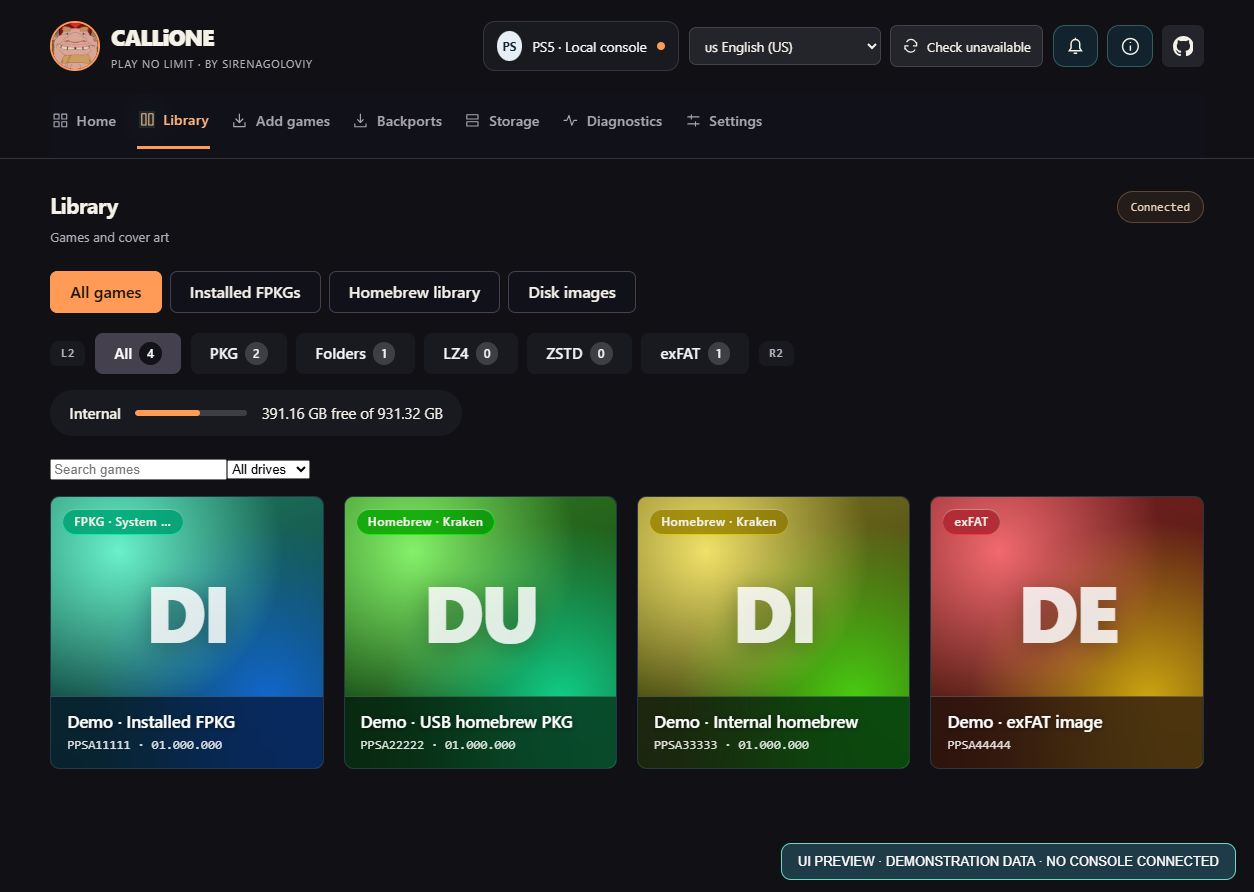 CALLiONE
PLAY NO LIMIT · BY SIRENAGOLOVIY
PS PS5 · Local console
us English (US)
Check unavailable
Home Library Add games Backports Storage Diagnostics Settings
Library
Connected
Games and cover art
All games Installed FPKGs Homebrew library Disk images
L2 All 4 PKG 2 Folders 1 LZ4 0 ZSTD 0 exFAT 1 R2
Internal 391.16 GB free of 931.32 GB
Search games All drives
FPKG · System ...
DI
Demo · Installed FPKG
PPSA11111 · 01.000.000
Homebrew · Kraken
DU
Demo · USB homebrew PKG
PPSA22222 · 01.000.000
Homebrew · Kraken
DI
Demo · Internal homebrew
PPSA33333 · 01.000.000
exFAT
DE
Demo · exFAT image
PPSA44444
UI PREVIEW · DEMONSTRATION DATA · NO CONSOLE CONNECTED